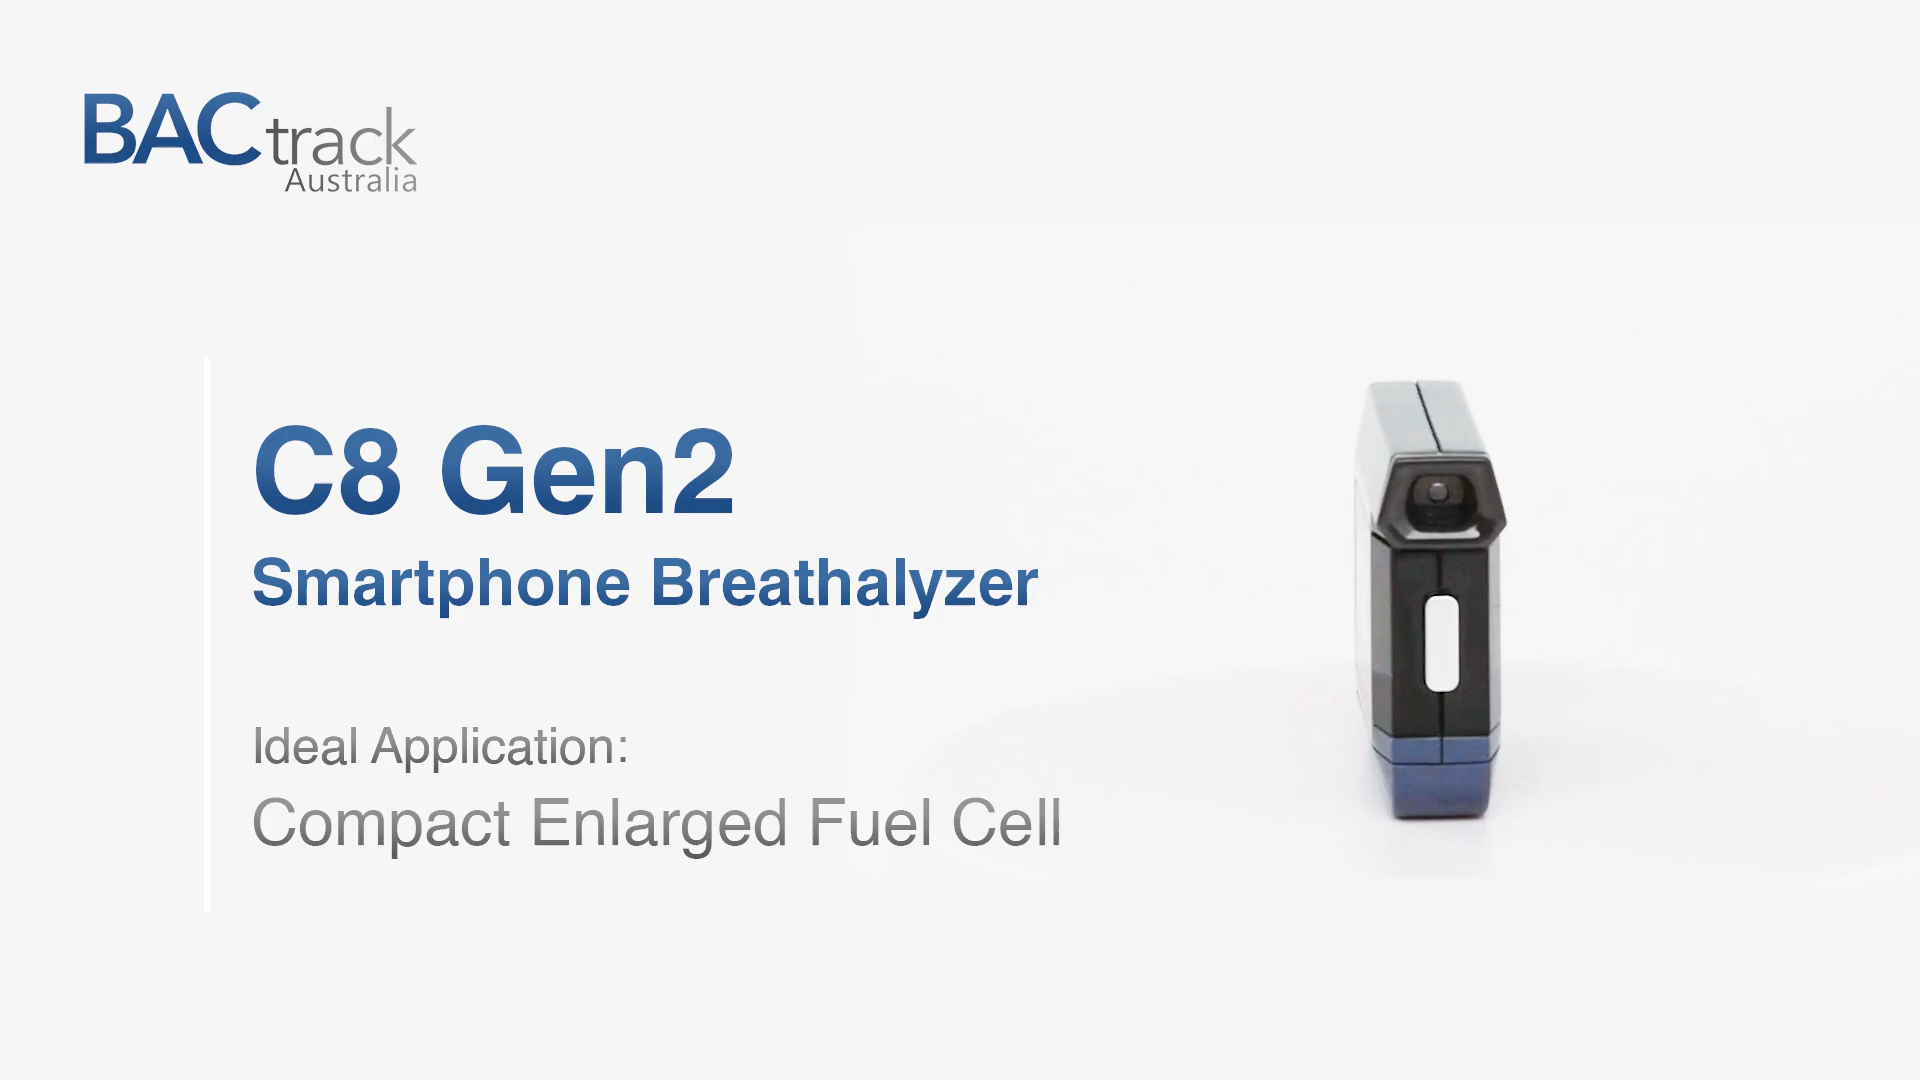 BACtrack
Australia
C8 Gen2
Smartphone Breathalyzer
Ideal Application:
Compact Enlarged Fuel Cell